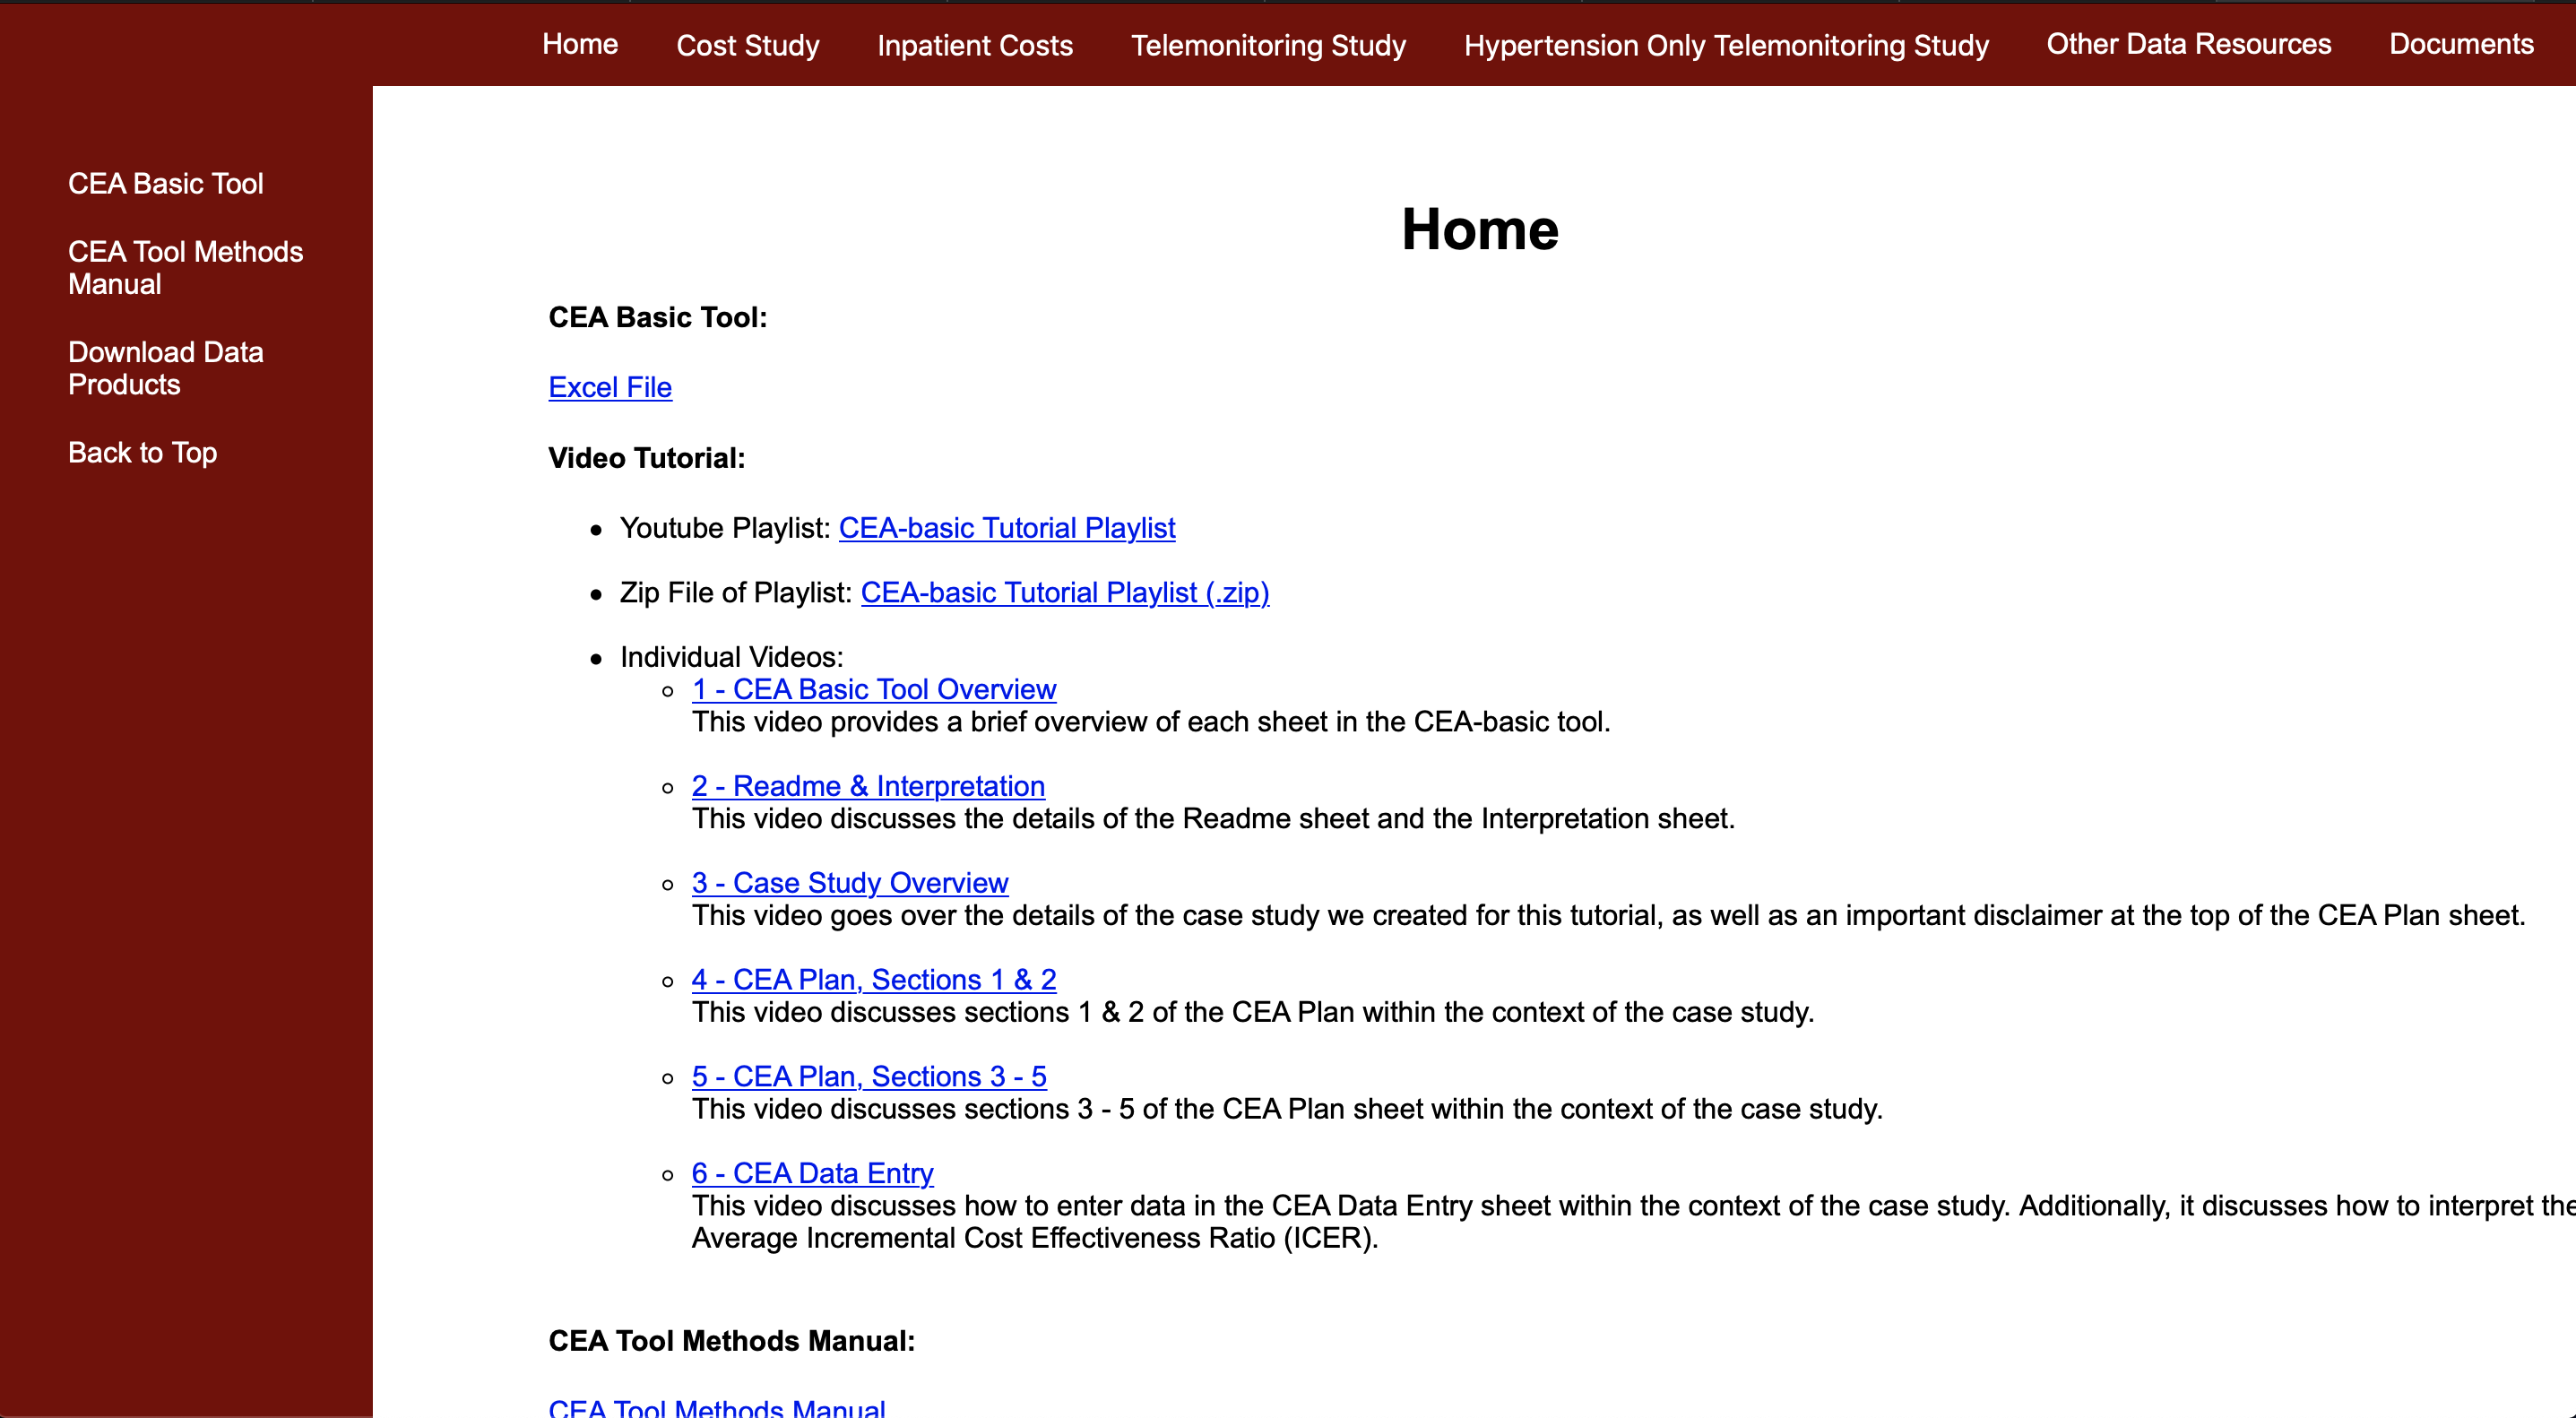 Home Cost Study Inpatient Costs Telemonitoring Study Hypertension Only Telemonitoring Study Other Data Resources Documents
CEA Basic Tool
CEA Tool Methods
Manual
Download Data
Products
Back to Top
Home
CEA Basic Tool:
Excel File
Video Tutorial:
Youtube Playlist: CEA-basic Tutorial Playlist
Zip File of Playlist: CEA-basic Tutorial Playlist (.zip)
Individual Videos:
1 - CEA Basic Tool Overview
This video provides a brief overview of each sheet in the CEA-basic tool.
2 - Readme & Interpretation
This video discusses the details of the Readme sheet and the Interpretation sheet.
3 - Case Study Overview
This video goes over the details of the case study we created for this tutorial, as well as an important disclaimer at the top of the CEA Plan sheet.
4 - CEA Plan, Sections 1 & 2
This video discusses sections 1 & 2 of the CEA Plan within the context of the case study.
5 - CEA Plan, Sections 3 - 5
This video discusses sections 3 - 5 of the CEA Plan sheet within the context of the case study.
6 - CEA Data Entry
This video discusses how to enter data in the CEA Data Entry sheet within the context of the case study. Additionally, it discusses how to interpret the
Average Incremental Cost Effectiveness Ratio (ICER).
CEA Tool Methods Manual:
CEA Tool Methods Manual